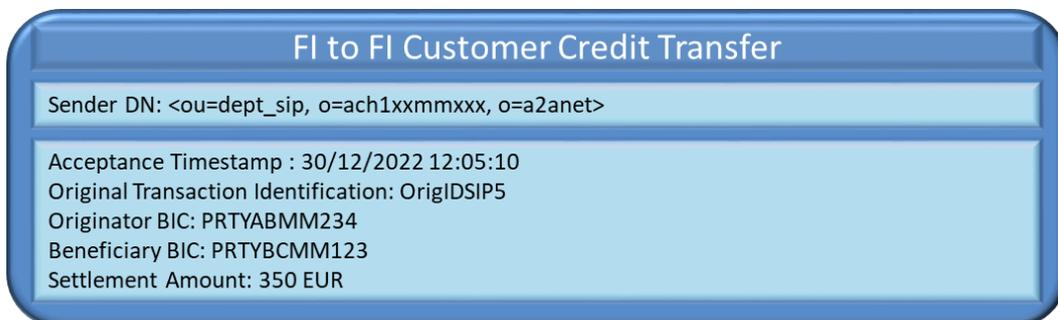 FI to FI Customer Credit Transfer
Sender DN: <ou=dept_sip, o=ach1xxmmxxx, o=a2anet>
Acceptance Timestamp : 30/12/2022 12:05:10
Original Transaction Identification: OrigIDSIP5
Originator BIC: PRTYABMM234
Beneficiary BIC: PRTYBCMM123
Settlement Amount: 350 EUR